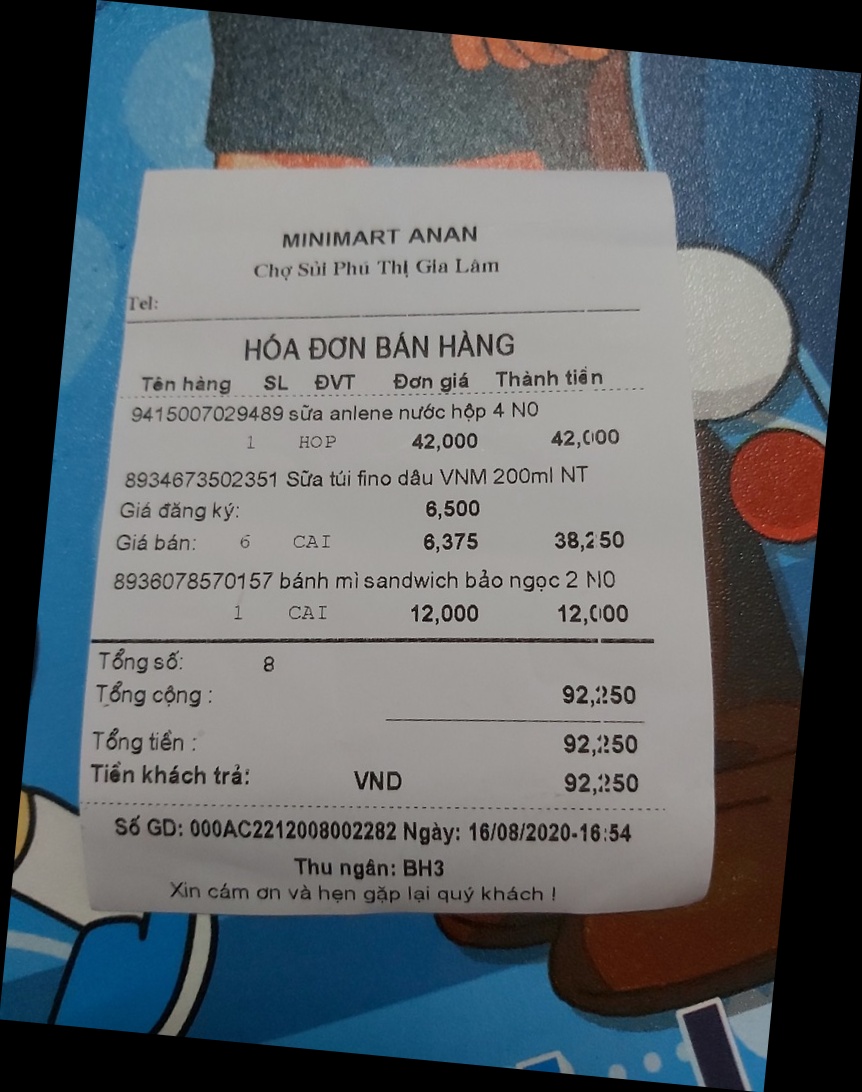 MINIMART ANAN
Chợ Sủi Phú Thị Gia Lâm
Tel:
HÓA ĐƠN BÁN HÀNG
Tên hàng SL ĐVT Đơn giá Thành tiền
9415007029489 sữa anlene nước hộp 4 N0
1 HOP 42,000 42,000
8934673502351 Sữa túi fino dâu VNM 200ml NT
Giá đăng ký: 6,500
Giá bán: 6 CAI 6,375 38,250
8936078570157 bánh mì sandwich bảo ngọc 2 N0
1 CAI 12,000 12,000
Tổng số: 8
Tổng cộng : 92,250
Tổng tiền : 92,250
Tiền khách trả: VND 92,250
Số GD: 000AC2212008002282 Ngày: 16/08/2020-16:54
Thu ngân: BH3
Xin cám ơn và hẹn gặp lại quý khách !